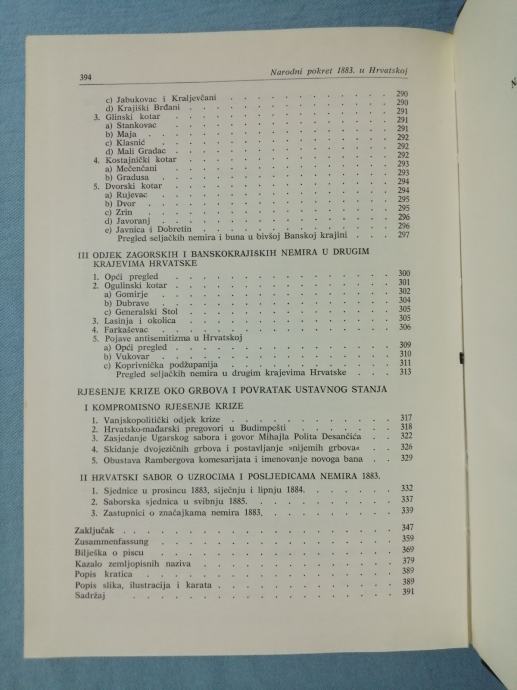 394 Narodni pokret 1883. u Hrvatskoj
c) Jabukovac i Kraljevčani . . . . . . . . . . 290
d) Krajiški Brđani . . . . . . . . . . 290
3. Glinski kotar . . . . . . . . . . 291
a) Stankovac . . . . . . . . . . 291
b) Maja . . . . . . . . . . 291
c) Klasnić . . . . . . . . . . 292
d) Mali Gradac . . . . . . . . . . 292
4. Kostajnički kotar . . . . . . . . . . 292
a) Mečenčani . . . . . . . . . . 293
b) Gradusa . . . . . . . . . . 293
5. Dvorski kotar . . . . . . . . . . 294
a) Rujevac . . . . . . . . . . 294
b) Dvor . . . . . . . . . . 295
c) Zrin . . . . . . . . . . 295
d) Javoranj . . . . . . . . . . 296
e) Javnica i Dobretin . . . . . . . . . . 296
Pregled seljačkih nemira i buna u bivšoj Banskoj krajini . . . . 297
III ODJEK ZAGORSKIH I BANSKOKRAJIŠKIH NEMIRA U DRUGIM
KRAJEVIMA HRVATSKE
1. Opći pregled . . . . . . . . . . 300
2. Ogulinski kotar . . . . . . . . . . 301
a) Gomirje . . . . . . . . . . 302
b) Dubrave . . . . . . . . . . 304
c) Generalski Stol . . . . . . . . . . 305
3. Lasinja i okolica . . . . . . . . . . 305
4. Farkaševac . . . . . . . . . . 306
5. Pojave antisemitizma u Hrvatskoj
a) Opći pregled . . . . . . . . . . 309
b) Vukovar . . . . . . . . . . 310
c) Koprivnička podžupanija . . . . . . . . . . 311
Pregled seljačkih nemira u drugim krajevima Hrvatske . . . . 313
RJEŠENJE KRIZE OKO GRBOVA I POVRATAK USTAVNOG STANJA
I KOMPROMISNO RJEŠENJE KRIZE
1. Vanjskopolitički odjek krize . . . . . . . . . . 317
2. Hrvatsko-mađarski pregovori u Budimpešti . . . . . . 318
3. Zasjedanje Ugarskog sabora i govor Mihajla Polita Desančića . . 322
4. Skidanje dvojezičnih grbova i postavljanje »nijemih grbova« . . 326
5. Obustava Rambergova komesarijata i imenovanje novoga bana . . 329
II HRVATSKI SABOR O UZROCIMA I POSLJEDICAMA NEMIRA 1883.
1. Sjednice u prosincu 1883, siječnju i lipnju 1884. . . . . . . 332
2. Saborska sjednica u svibnju 1885. . . . . . . . . 337
3. Zastupnici o značajkama nemira 1883. . . . . . . . . 339
Zaključak . . . . . . . . . . 347
Zusammenfassung . . . . . . . . . . 359
Bilješka o piscu . . . . . . . . . . 369
Kazalo zemljopisnih naziva . . . . . . . . . . 379
Popis kratica . . . . . . . . . . 389
Popis slika, ilustracija i karata . . . . . . . . . . 389
Sadržaj . . . . . . . . . . 391